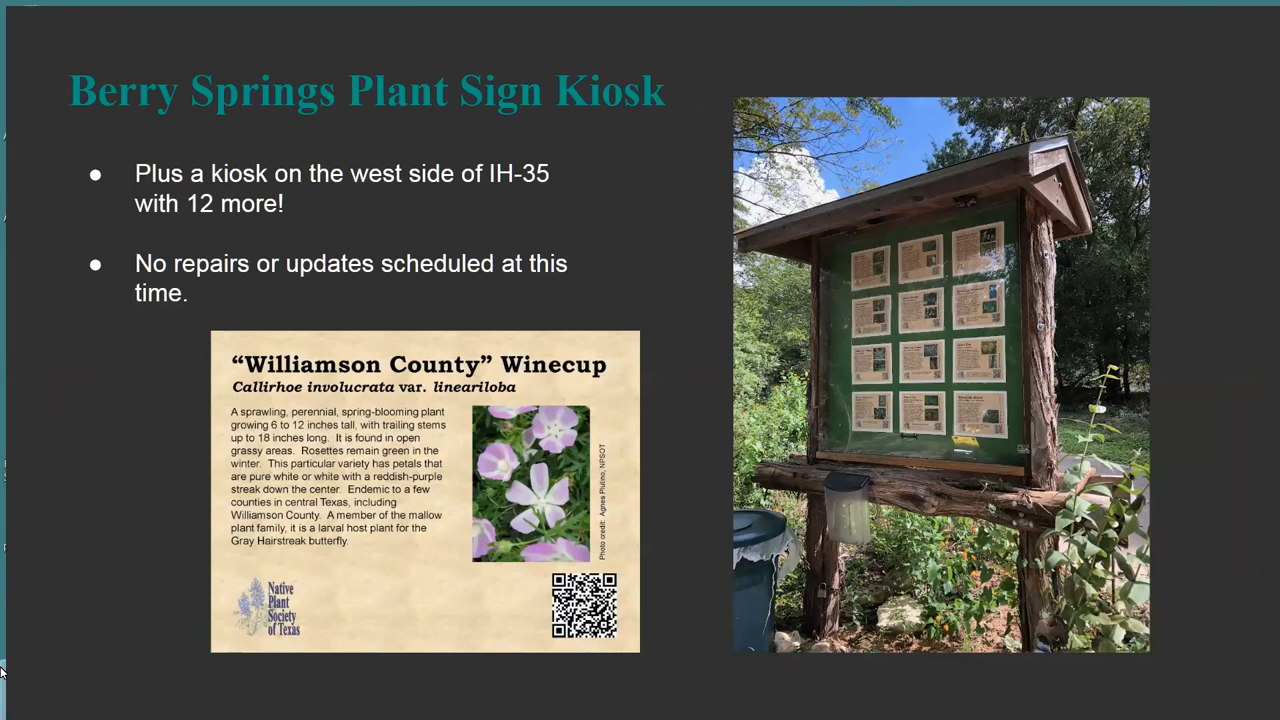 Berry Springs Plant Sign Kiosk
● Plus a kiosk on the west side of IH-35
with 12 more!
● No repairs or updates scheduled at this
time.
“Williamson County” Winecup
Callirhoe involucrata var. lineariloba
A sprawling, perennial, spring-blooming plant
growing 6 to 12 inches tall, with trailing stems
up to 18 inches long. It is found in open
grassy areas. Rosettes remain green in the
winter. This particular variety has petals that
are pure white or white with a reddish-purple
streak down the center. Endemic to a few
counties in central Texas, including
Williamson County. A member of the mallow
plant family, it is a larval host plant for the
Gray Hairstreak butterfly.
Photo credit: Agnes Plutino, NPSOT
Native
Plant
Society
of Texas